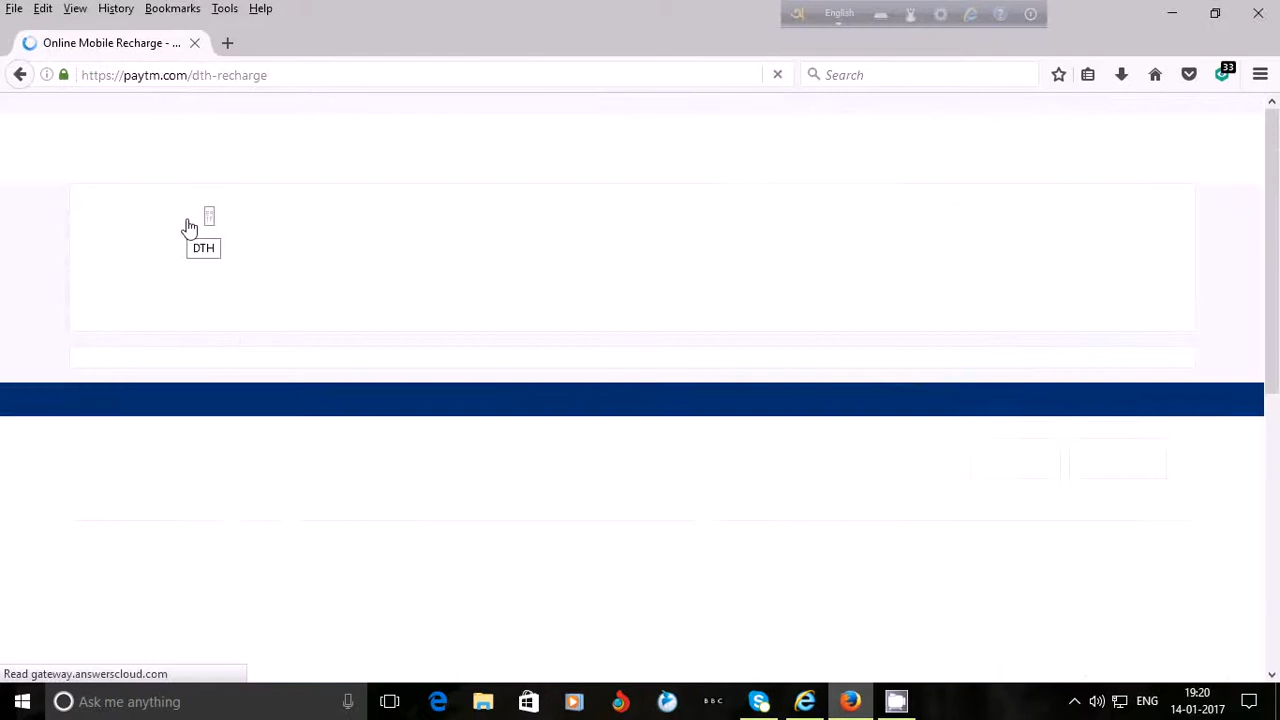 File Edit View History Bookmarks Tools Help
English
Online Mobile Recharge - ...
https://paytm.com/dth-recharge
Search
33
DTH
Read gateway.answerscloud.com
Ask me anything
BBC
ENG
19:20
14-01-2017